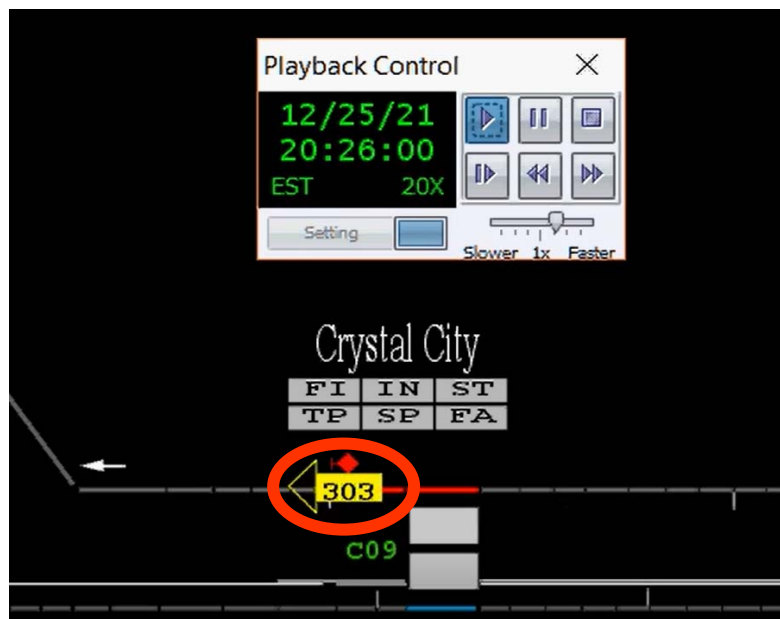 Playback Control
12/25/21
20:26:00
EST 20X
Setting
Slower 1x Faster
Crystal City
FI IN ST
TP SP FA
303
C09